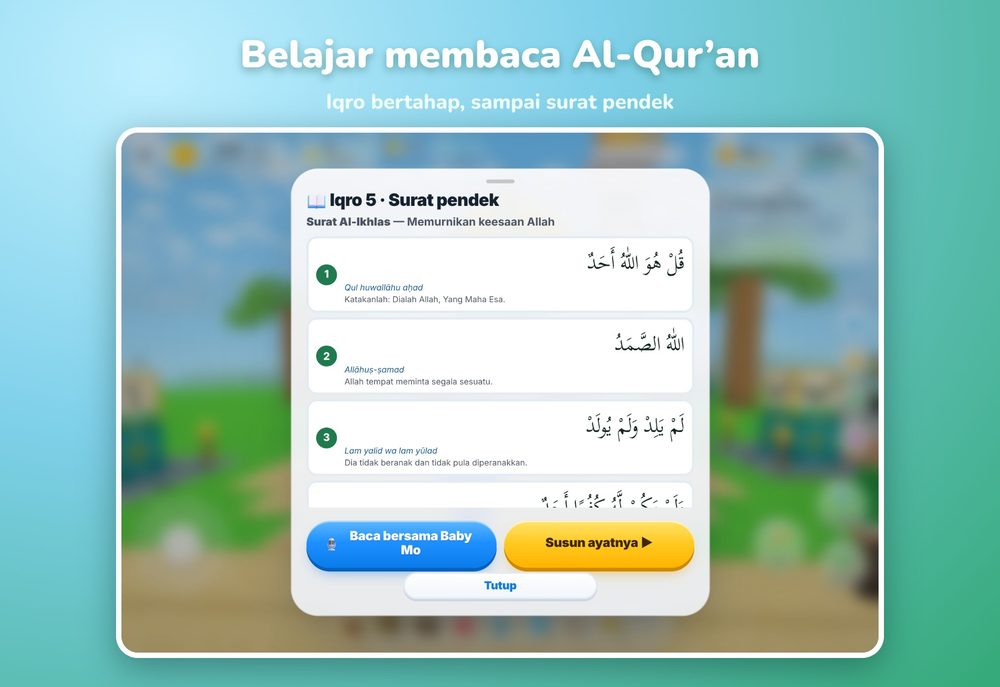 Belajar membaca Al-Qur’an
Iqro bertahap, sampai surat pendek
Iqro 5 · Surat pendek
Surat Al-Ikhlas — Memurnikan keesaan Allah
قُلْ هُوَ اللّٰهُ أَحَدٌ
1
Qul huwallāhu aḥad
Katakanlah: Dialah Allah, Yang Maha Esa.
اللّٰهُ الصَّمَدُ
2
Allāhuṣ-ṣamad
Allah tempat meminta segala sesuatu.
لَمْ يَلِدْ وَلَمْ يُولَدْ
3
Lam yalid wa lam yūlad
Dia tidak beranak dan tidak pula diperanakkan.
Baca bersama Baby
Mo
Susun ayatnya ▶
Tutup